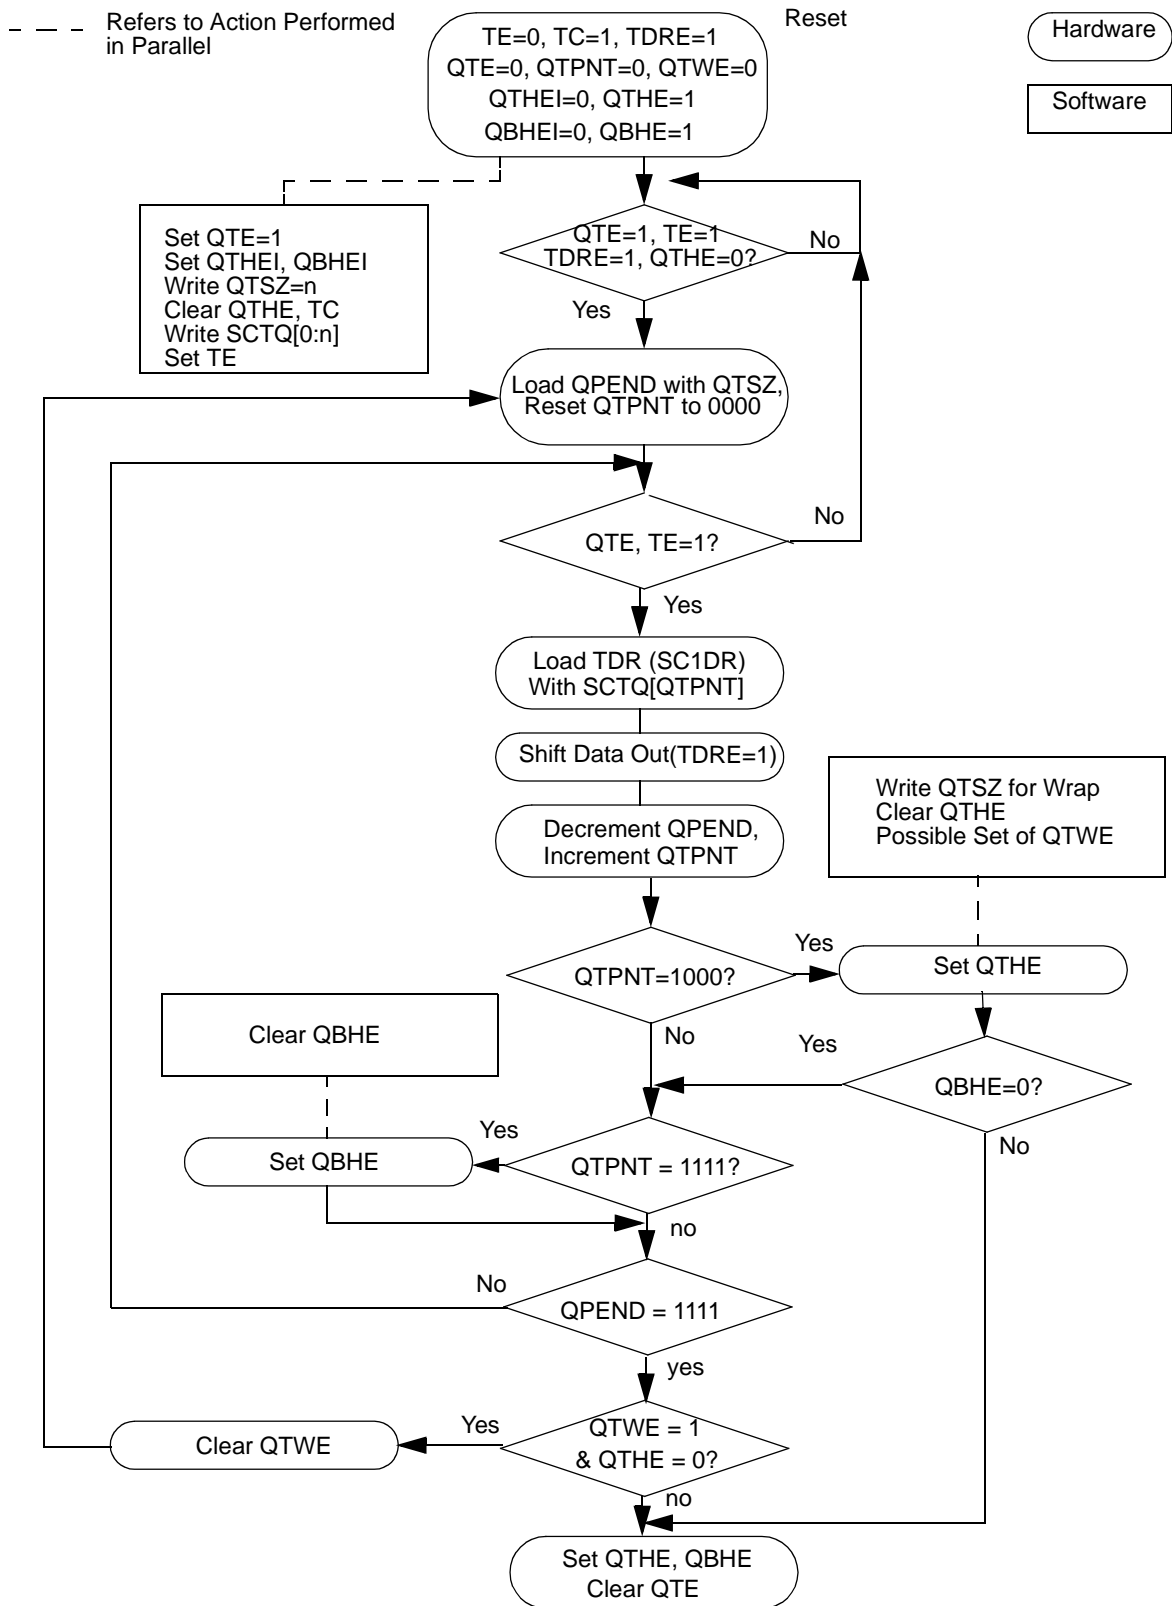 Refers to Action Performed
in Parallel
Reset
Hardware
Software
TE=0, TC=1, TDRE=1
QTE=0, QTPNT=0, QTWE=0
QTHEI=0, QTHE=1
QBHEI=0, QBHE=1
Set QTE=1
Set QTHEI, QBHEI
Write QTSZ=n
Clear QTHE, TC
Write SCTQ[0:n]
Set TE
QTE=1, TE=1
TDRE=1, QTHE=0?
No
Yes
Load QPEND with QTSZ,
Reset QTPNT to 0000
QTE, TE=1?
No
Yes
Load TDR (SC1DR)
With SCTQ[QTPNT]
Shift Data Out(TDRE=1)
Decrement QPEND,
Increment QTPNT
Write QTSZ for Wrap
Clear QTHE
Possible Set of QTWE
QTPNT=1000?
Yes
Set QTHE
No
Clear QBHE
Yes
QBHE=0?
No
Yes
Set QBHE
QTPNT = 1111?
no
No
QPEND = 1111
yes
Yes
Clear QTWE
QTWE = 1
& QTHE = 0?
no
Set QTHE, QBHE
Clear QTE